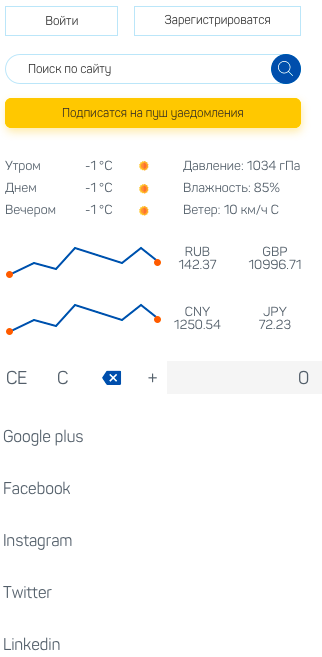 Войти
Зарегистрироватся
Поиск по сайту
Подписатся на пуш уаедомления
Утром -1 °C Давление: 1034 гПа
Днем -1 °C Влажность: 85%
Вечером -1 °C Ветер: 10 км/ч С
RUB GBP
142.37 10996.71
CNY JPY
1250.54 72.23
CE C + 0
Google plus
Facebook
Instagram
Twitter
Linkedin